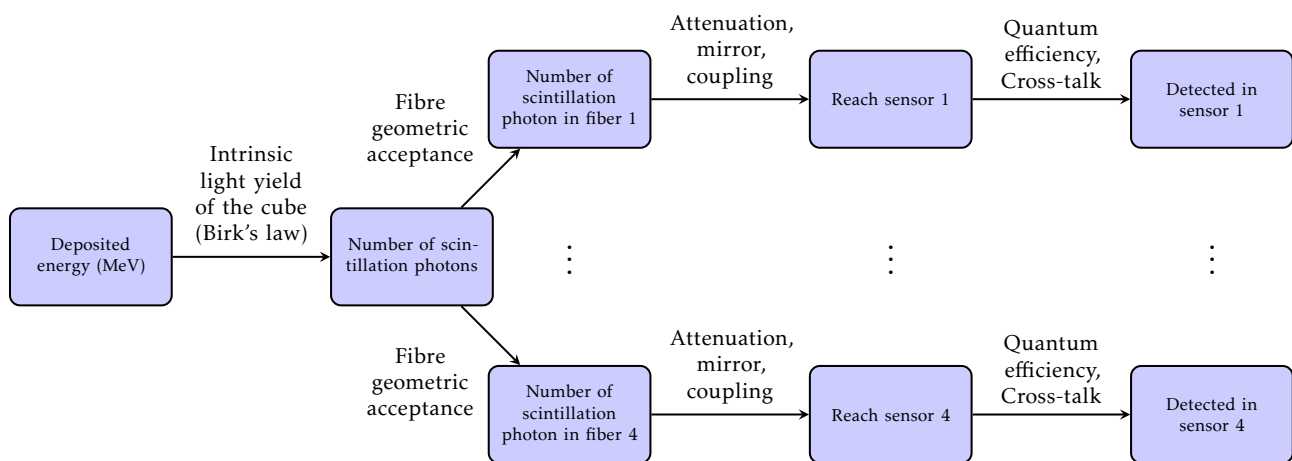 Deposited
energy (MeV)
Intrinsic
light yield
of the cube
(Birk's law)
Number of scin-
tillation photons
Fibre
geometric
acceptance
Number of
scintillation
photon in fiber 1
Attenuation,
mirror,
coupling
Reach sensor 1
Quantum
efficiency,
Cross-talk
Detected in
sensor 1
Fibre
geometric
acceptance
Number of
scintillation
photon in fiber 4
Attenuation,
mirror,
coupling
Reach sensor 4
Quantum
efficiency,
Cross-talk
Detected in
sensor 4